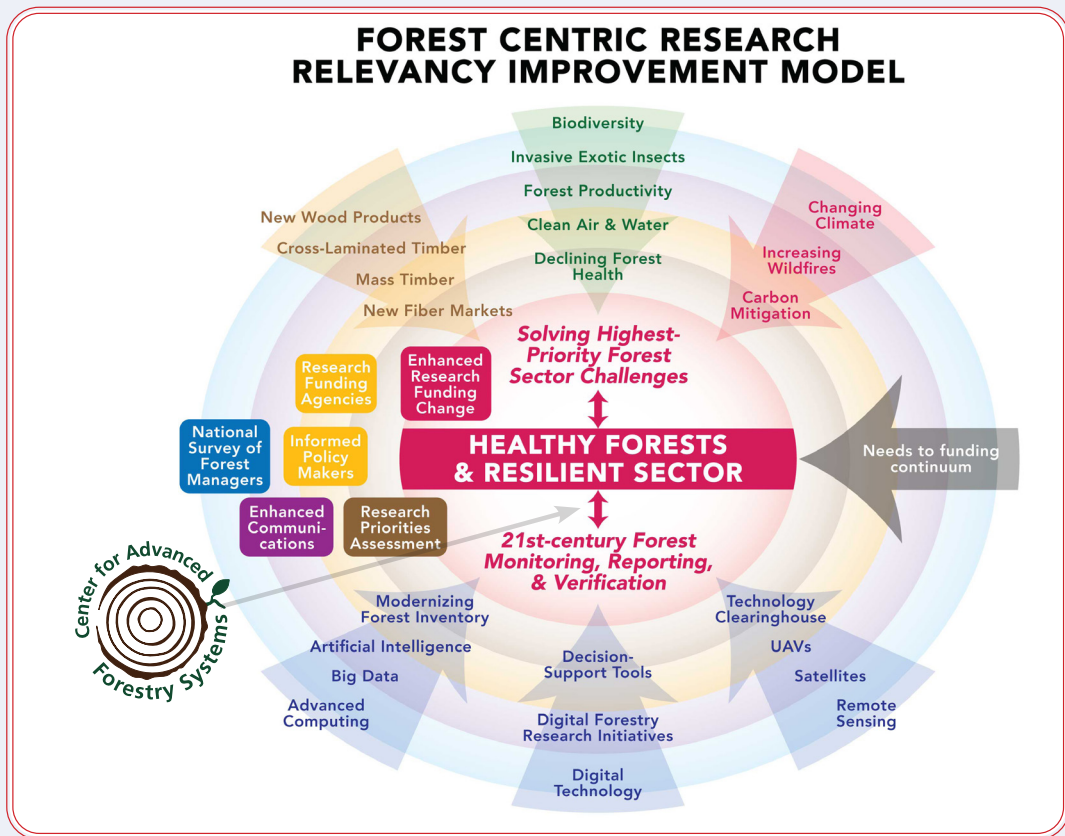 FOREST CENTRIC RESEARCH
RELEVANCY IMPROVEMENT MODEL
Biodiversity
Invasive Exotic Insects
Forest Productivity
Clean Air & Water
Declining Forest
Health
New Wood Products
Cross-Laminated Timber
Mass Timber
New Fiber Markets
Changing
Climate
Increasing
Wildfires
Carbon
Mitigation
Solving Highest-
Priority Forest
Sector Challenges
Research
Funding
Agencies
Enhanced
Research
Funding
Change
National
Survey of
Forest
Managers
Informed
Policy
Makers
HEALTHY FORESTS
& RESILIENT SECTOR
Needs to funding
continuum
Enhanced
Communi-
cations
Research
Priorities
Assessment
21st-century Forest
Monitoring, Reporting,
& Verification
Center for Advanced
Forestry Systems
Modernizing
Forest Inventory
Artificial Intelligence
Big Data
Advanced
Computing
Decision-
Support Tools
Digital Forestry
Research Initiatives
Digital
Technology
Technology
Clearinghouse
UAVs
Satellites
Remote
Sensing